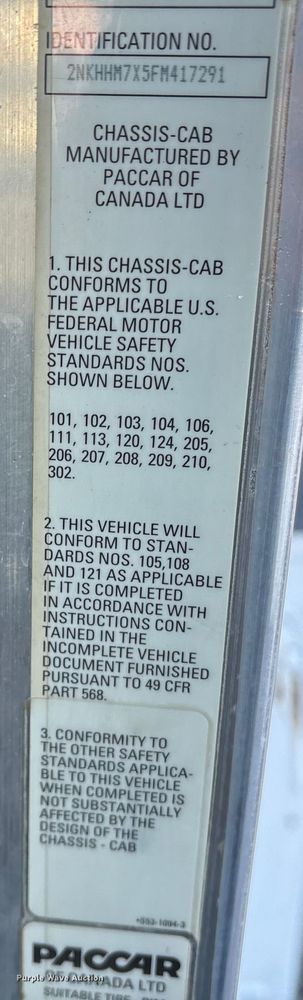 IDENTIFICATION NO.
2NKHHM7X5FM417291
CHASSIS-CAB
MANUFACTURED BY
PACCAR OF
CANADA LTD
1. THIS CHASSIS-CAB
CONFORMS TO
THE APPLICABLE U.S.
FEDERAL MOTOR
VEHICLE SAFETY
STANDARDS NOS.
SHOWN BELOW.
101, 102, 103, 104, 106,
111, 113, 120, 124, 205,
206, 207, 208, 209, 210,
302.
2. THIS VEHICLE WILL
CONFORM TO STAN-
DARDS NOS. 105,108
AND 121 AS APPLICABLE
IF IT IS COMPLETED
IN ACCORDANCE WITH
INSTRUCTIONS CON-
TAINED IN THE
INCOMPLETE VEHICLE
DOCUMENT FURNISHED
PURSUANT TO 49 CFR
PART 568.
3. CONFORMITY TO
THE OTHER SAFETY
STANDARDS APPLICA-
BLE TO THIS VEHICLE
WHEN COMPLETED IS
NOT SUBSTANTIALLY
AFFECTED BY THE
DESIGN OF THE
CHASSIS - CAB
PACCAR
Purple Wave Auction
CANADA LTD
SUITABLE TIRE